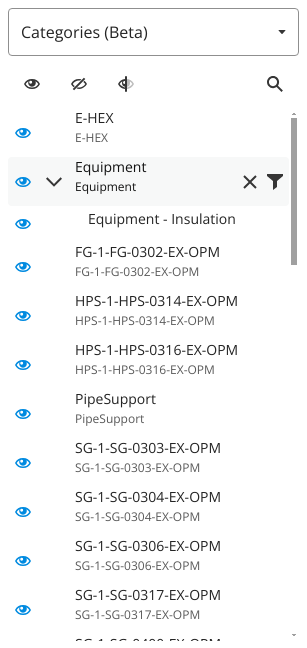 Categories (Beta)
E-HEX
E-HEX
Equipment
Equipment
Equipment - Insulation
FG-1-FG-0302-EX-OPM
FG-1-FG-0302-EX-OPM
HPS-1-HPS-0314-EX-OPM
HPS-1-HPS-0314-EX-OPM
HPS-1-HPS-0316-EX-OPM
HPS-1-HPS-0316-EX-OPM
PipeSupport
PipeSupport
SG-1-SG-0303-EX-OPM
SG-1-SG-0303-EX-OPM
SG-1-SG-0304-EX-OPM
SG-1-SG-0304-EX-OPM
SG-1-SG-0306-EX-OPM
SG-1-SG-0306-EX-OPM
SG-1-SG-0317-EX-OPM
SG-1-SG-0317-EX-OPM